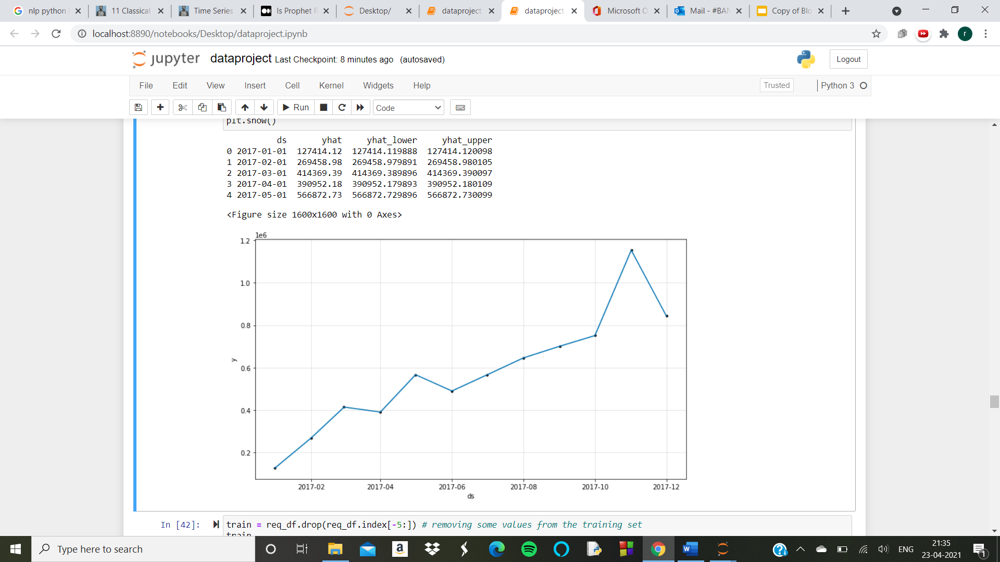 nlp python
11 Classical
Time Series
Is Prophet
Desktop/
dataproject
dataproject
Microsoft O
Mail - #BAN
Copy of Blo
localhost:8890/notebooks/Desktop/dataproject.ipynb
r
jupyter dataproject Last Checkpoint: 8 minutes ago (autosaved)
Logout
File Edit View Insert Cell Kernel Widgets Help
Trusted
Python 3
Run
Code
plt.show()
ds yhat yhat_lower yhat_upper
0 2017-01-01 127414.12 127414.119888 127414.120098
1 2017-02-01 269458.98 269458.979891 269458.980105
2 2017-03-01 414369.39 414369.389896 414369.390097
3 2017-04-01 390952.18 390952.179893 390952.180109
4 2017-05-01 566872.73 566872.729896 566872.730099
<Figure size 1600x1600 with 0 Axes>
1e6
1.2
1.0
0.8
y
0.6
0.4
0.2
2017-02 2017-04 2017-06 2017-08 2017-10 2017-12
ds
In [42]:
train = req_df.drop(req_df.index[-5:]) # removing some values from the training set
train
Type here to search
ENG
21:35
23-04-2021
1